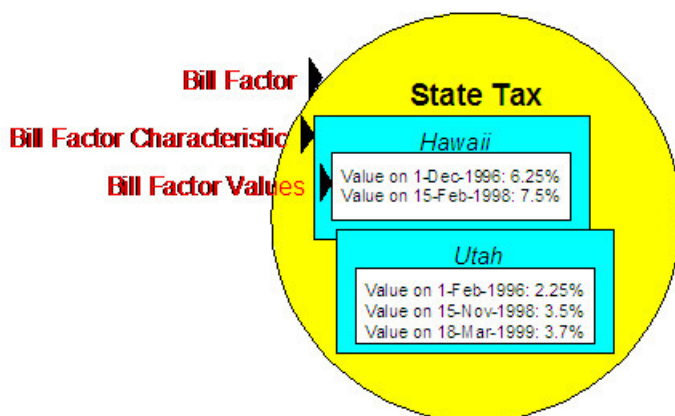 Bill Factor
State Tax
Bill Factor Characteristic
Hawaii
Bill Factor Values
Value on 1-Dec-1996: 6.25%
Value on 15-Feb-1998: 7.5%
Utah
Value on 1-Feb-1996: 2.25%
Value on 15-Nov-1998: 3.5%
Value on 18-Mar-1999: 3.7%